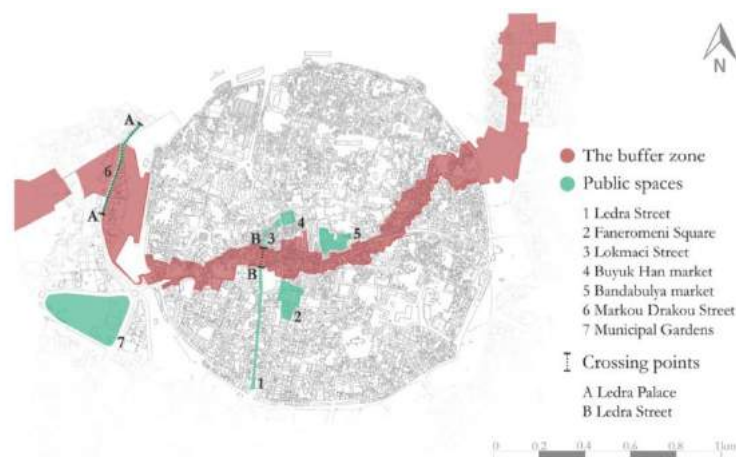 N
A
6
A
7
B
3
4
5
B
2
1
The buffer zone
Public spaces
1 Ledra Street
2 Faneromeni Square
3 Lokmaci Street
4 Buyuk Han market
5 Bandabulya market
6 Markou Drakou Street
7 Municipal Gardens
Crossing points
A Ledra Palace
B Ledra Street
0 0.2 0.4 0.6 0.8 1km